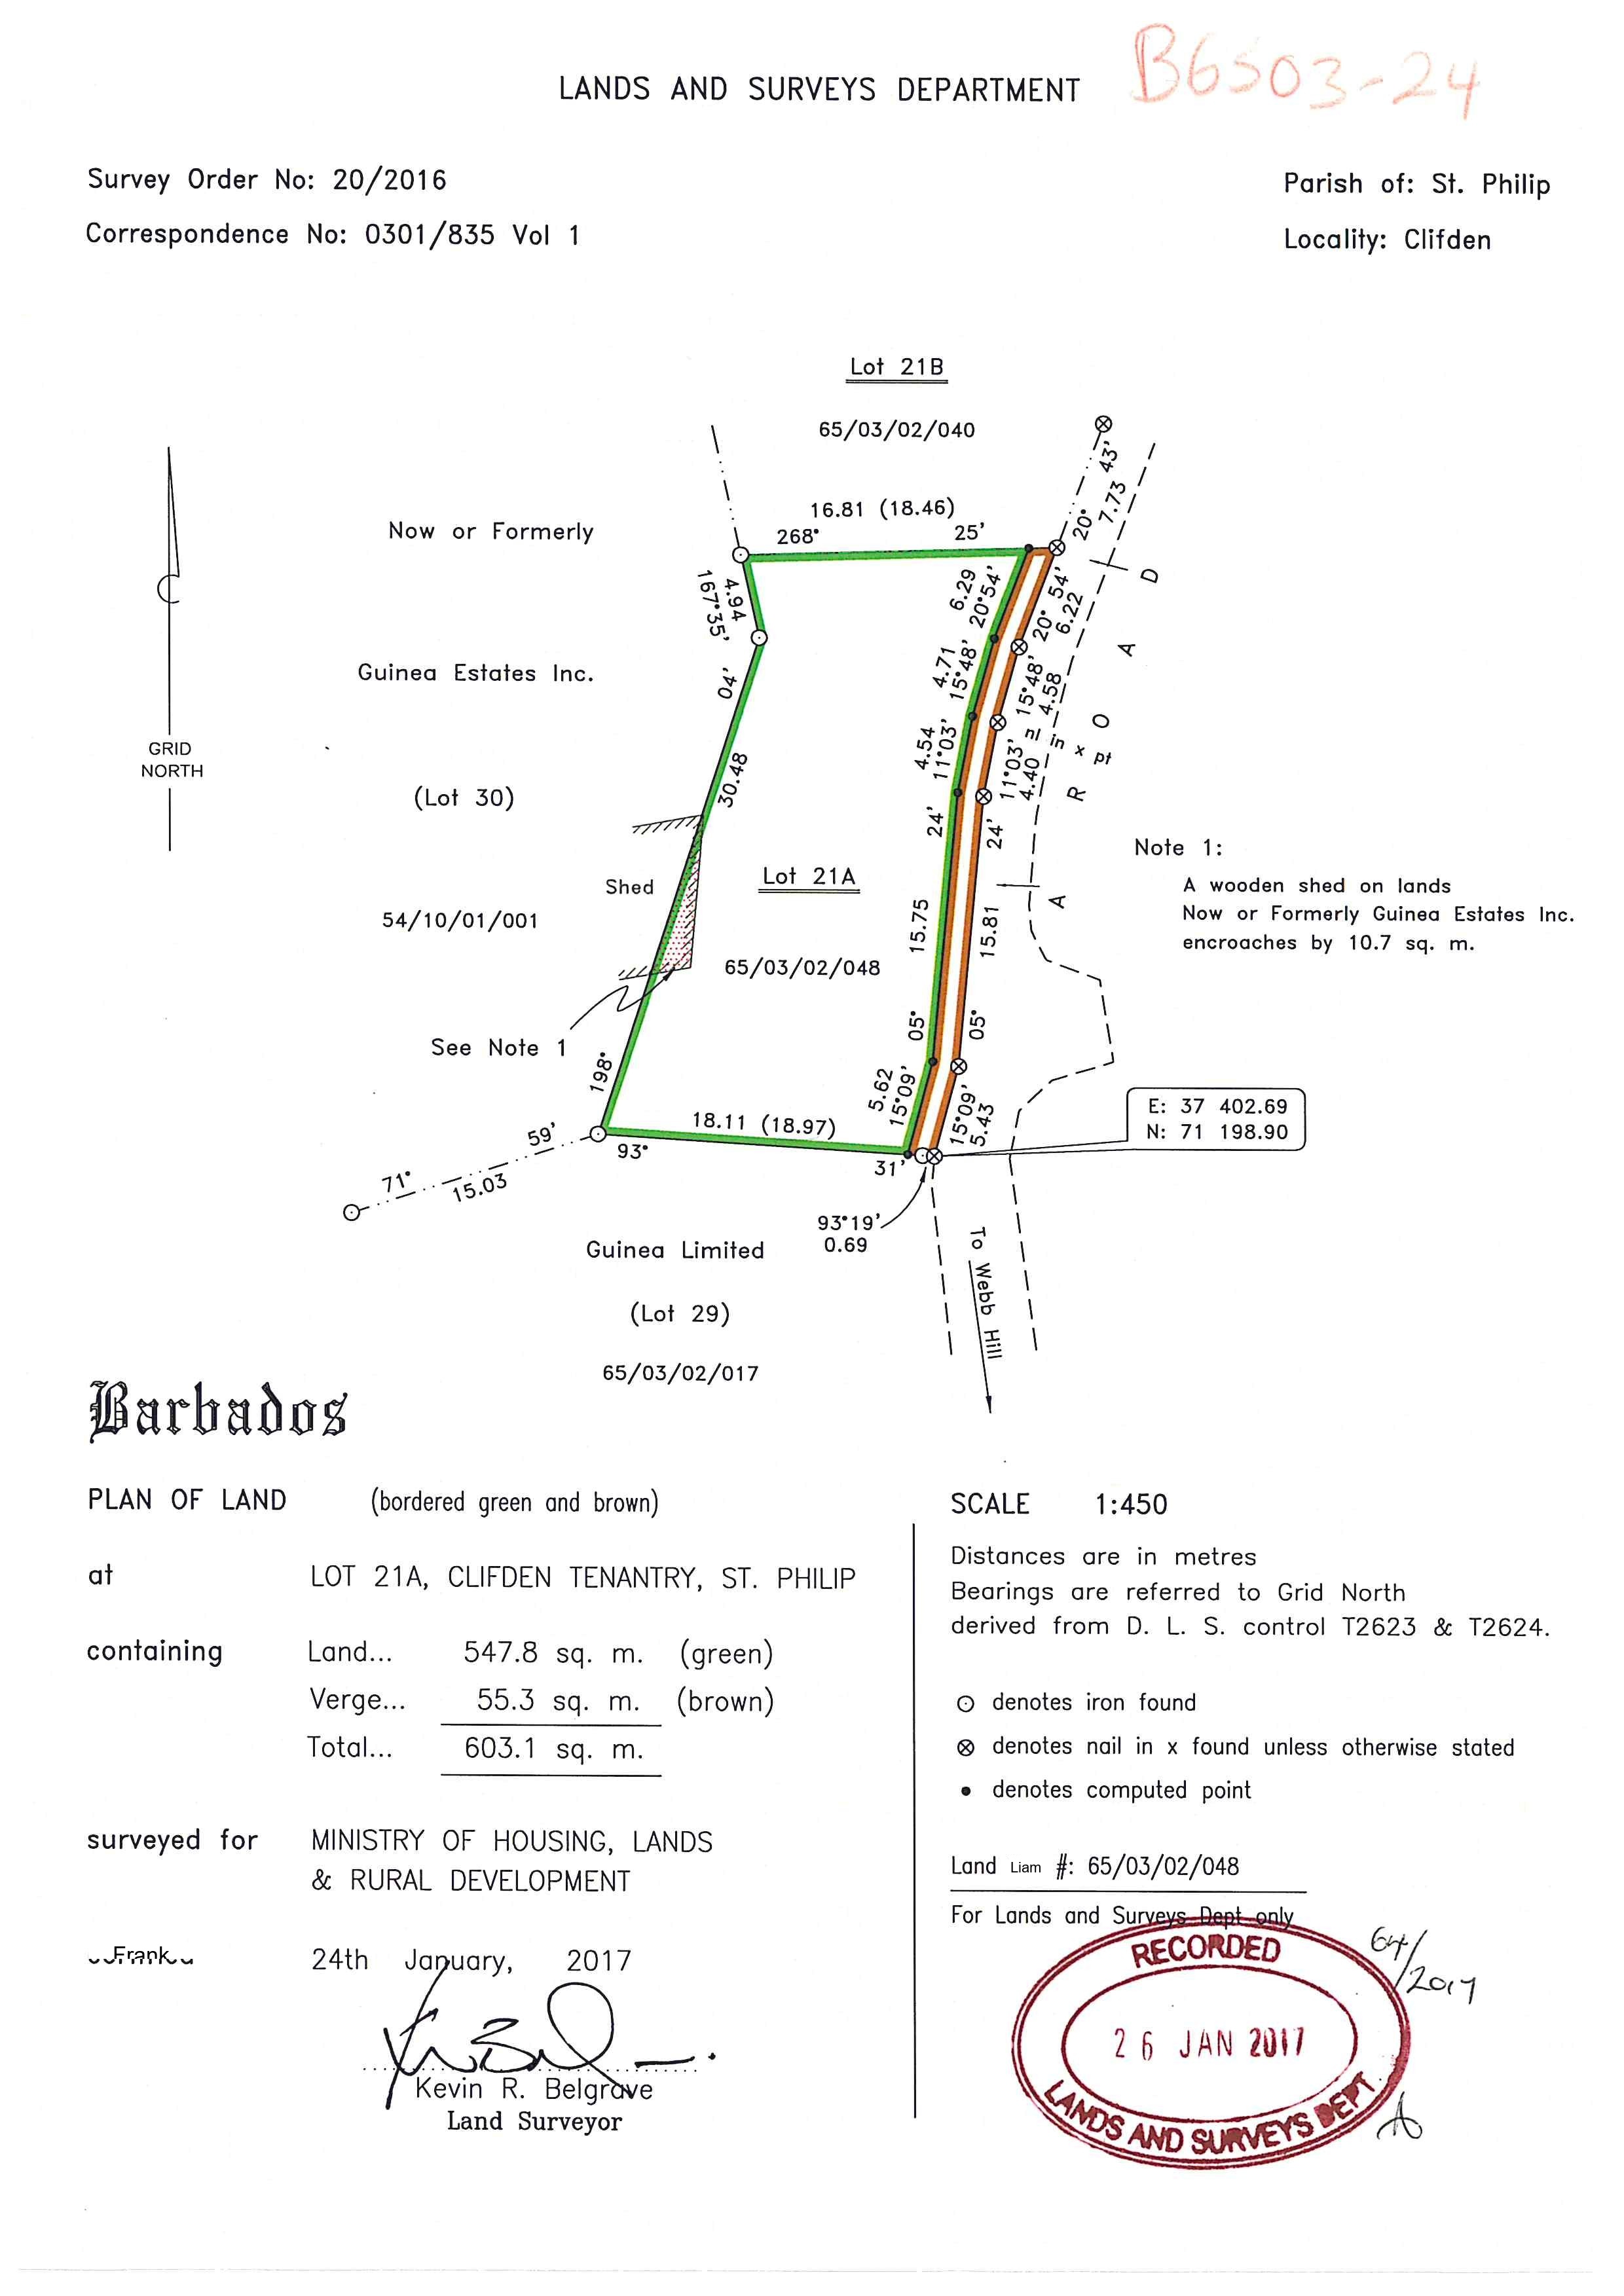 B6503-24
LANDS AND SURVEYS DEPARTMENT
Survey Order No: 20/2016
Correspondence No: 0301/835 Vol 1
Parish of: St. Philip
Locality: Clifden
Lot 21B
65/03/02/040
43'
7.73
20°
16.81 (18.46)
268°
25'
Now or Formerly
Guinea Estates Inc.
(Lot 30)
54/10/01/001
GRID
NORTH
4.94
167°35'
04'
30.48
198°
6.29
20°54'
4.71
15°48'
4.54
11°03'
24'
15.75
05°
5.62
15°09'
20° 54'
6.22
15°48'
4.58
11°03'
4.40
= nl in x pt
24'
15.81
05°
15°09'
5.43
A ROAD
Shed
Lot 21A
65/03/02/048
See Note 1
Note 1:
A wooden shed on lands
Now or Formerly Guinea Estates Inc.
encroaches by 10.7 sq. m.
E: 37 402.69
N: 71 198.90
18.11 (18.97)
93°
31'
59'
71°
15.03
93°19'
0.69
Guinea Limited
(Lot 29)
65/03/02/017
To Webb Hill
Barbados
PLAN OF LAND (bordered green and brown)
at LOT 21A, CLIFDEN TENANTRY, ST. PHILIP
containing Land... 547.8 sq. m. (green)
Verge... 55.3 sq. m. (brown)
Total... 603.1 sq. m.
surveyed for MINISTRY OF HOUSING, LANDS
& RURAL DEVELOPMENT
Frank 24th January, 2017
Kevin R. Belgrave
Land Surveyor
SCALE 1:450
Distances are in metres
Bearings are referred to Grid North
derived from D. L. S. control T2623 & T2624.
⊙ denotes iron found
⊗ denotes nail in x found unless otherwise stated
• denotes computed point
Land Liam #: 65/03/02/048
For Lands and Surveys Dept only
RECORDED
26 JAN 2017
LANDS AND SURVEYS DEPT.
64/2017